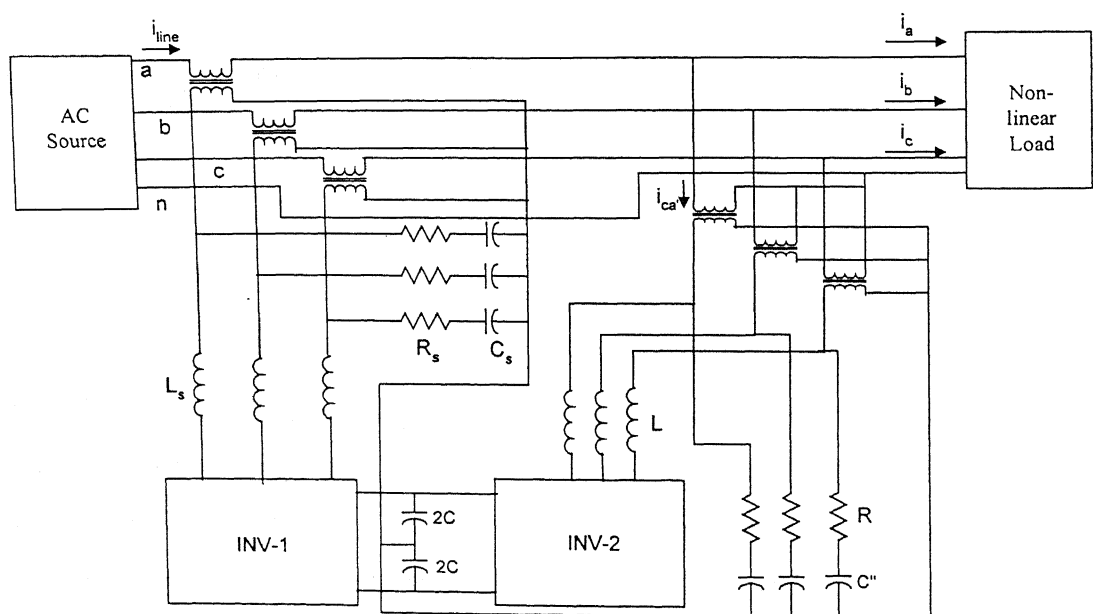 i_line
i_a
a
AC
Source
i_b
Non-
linear
Load
b
c
i_c
n
i_ca'
R_s
C_s
L_s
L
2C
INV-1
INV-2
R
2C
C"